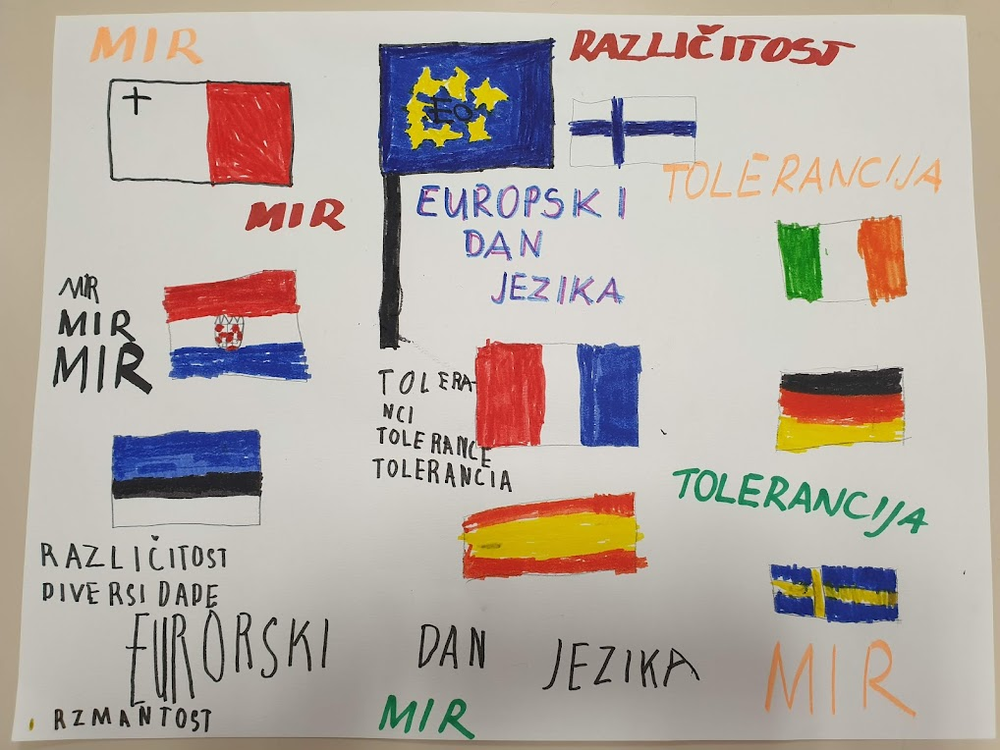 MIR
RAZLIČITOST
EO
TOLERANCIJA
MIR
EUROPSKI
DAN
JEZIKA
MIR
MIR
MIR
TOLERA-
NCI
TOLERANCE
TOLERANCIA
TOLERANCIJA
RAZLIČITOST
DIVERSIDADE
EURORSKI DAN JEZIKA
MIR
RZMANTOST
MIR